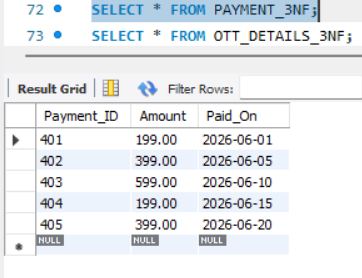 72 SELECT * FROM PAYMENT_3NF;
73 SELECT * FROM OTT_DETAILS_3NF;
Result Grid Filter Rows:
Payment_ID Amount Paid_On
401 199.00 2026-06-01
402 399.00 2026-06-05
403 599.00 2026-06-10
404 199.00 2026-06-15
405 399.00 2026-06-20
NULL NULL NULL